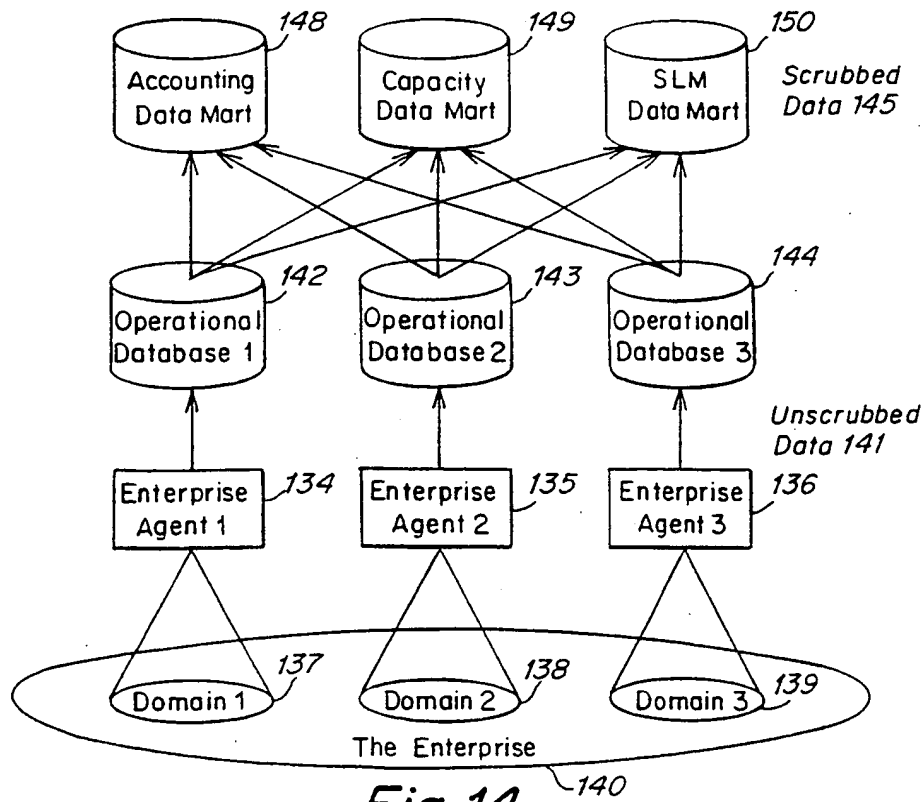 148
149
150
Accounting
Data Mart
Capacity
Data Mart
SLM
Data Mart
Scrubbed
Data 145
142
143
144
Operational
Database 1
Operational
Database 2
Operational
Database 3
Unscrubbed
Data 141
Enterprise
Agent 1
134
Enterprise
Agent 2
135
Enterprise
Agent 3
136
137
138
139
Domain 1
Domain 2
Domain 3
The Enterprise
140
Fig. 14